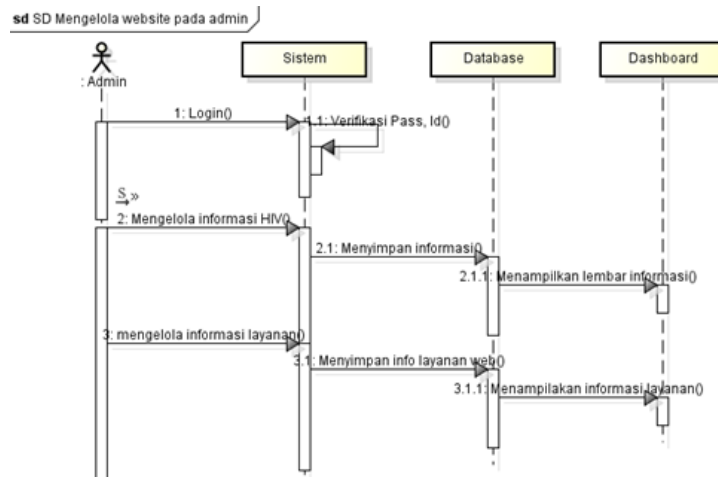 sd SD Mengelola website pada admin
Sistem
Database
Dashboard
: Admin
1: Login()
1.1: Verifikasi Pass, Id()
S »
2: Mengelola informasi HIV()
2.1: Menyimpan informasi()
2.1.1: Menampilkan lembar informasi()
3: mengelola informasi layanan()
3.1: Menyimpan info layanan web()
3.1.1: Menampilakan informasi layanan()